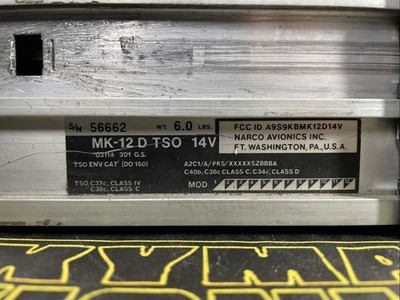 S/N 56662 WT. 6.0 LBS.
MK-12 D TSO 14V
03118 301 G.S.
TSO ENV CAT (DO 160) A2C1/A/PKS/XXXXXSZBBBA
C40b, C36c CLASS C, C34c, CLASS D
TSO C37c, CLASS IV
C38c, CLASS C
MOD
FCC ID A9S9KBMK12D14V
NARCO AVIONICS INC.
FT. WASHINGTON, PA., U.S.A.